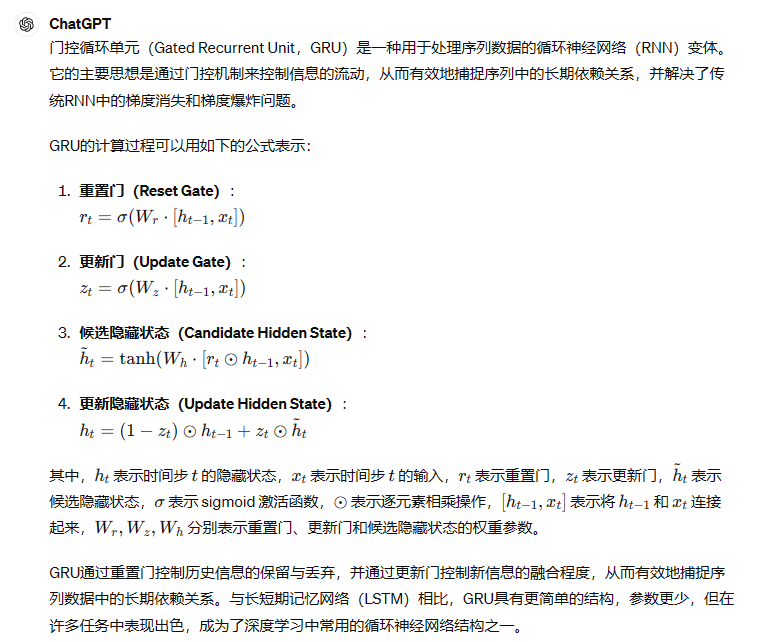 ChatGPT
门控循环单元（Gated Recurrent Unit，GRU）是一种用于处理序列数据的循环神经网络（RNN）变体。
它的主要思想是通过门控机制来控制信息的流动，从而有效地捕捉序列中的长期依赖关系，并解决了传
统RNN中的梯度消失和梯度爆炸问题。
GRU的计算过程可以用如下的公式表示：
1. 重置门（Reset Gate）：
r_t = σ(W_r · [h_{t−1}, x_t])
2. 更新门（Update Gate）：
z_t = σ(W_z · [h_{t−1}, x_t])
3. 候选隐藏状态（Candidate Hidden State）：
h̃_t = tanh(W_h · [r_t ⊙ h_{t−1}, x_t])
4. 更新隐藏状态（Update Hidden State）：
h_t = (1 − z_t) ⊙ h_{t−1} + z_t ⊙ h̃_t
其中，h_t 表示时间步 t 的隐藏状态，x_t 表示时间步 t 的输入，r_t 表示重置门，z_t 表示更新门，h̃_t 表示
候选隐藏状态，σ 表示 sigmoid 激活函数，⊙ 表示逐元素相乘操作，[h_{t−1}, x_t] 表示将 h_{t−1} 和 x_t 连接
起来，W_r, W_z, W_h 分别表示重置门、更新门和候选隐藏状态的权重参数。
GRU通过重置门控制历史信息的保留与丢弃，并通过更新门控制新信息的融合程度，从而有效地捕捉序
列数据中的长期依赖关系。与长短期记忆网络（LSTM）相比，GRU具有更简单的结构，参数更少，但在
许多任务中表现出色，成为了深度学习中常用的循环神经网络结构之一。